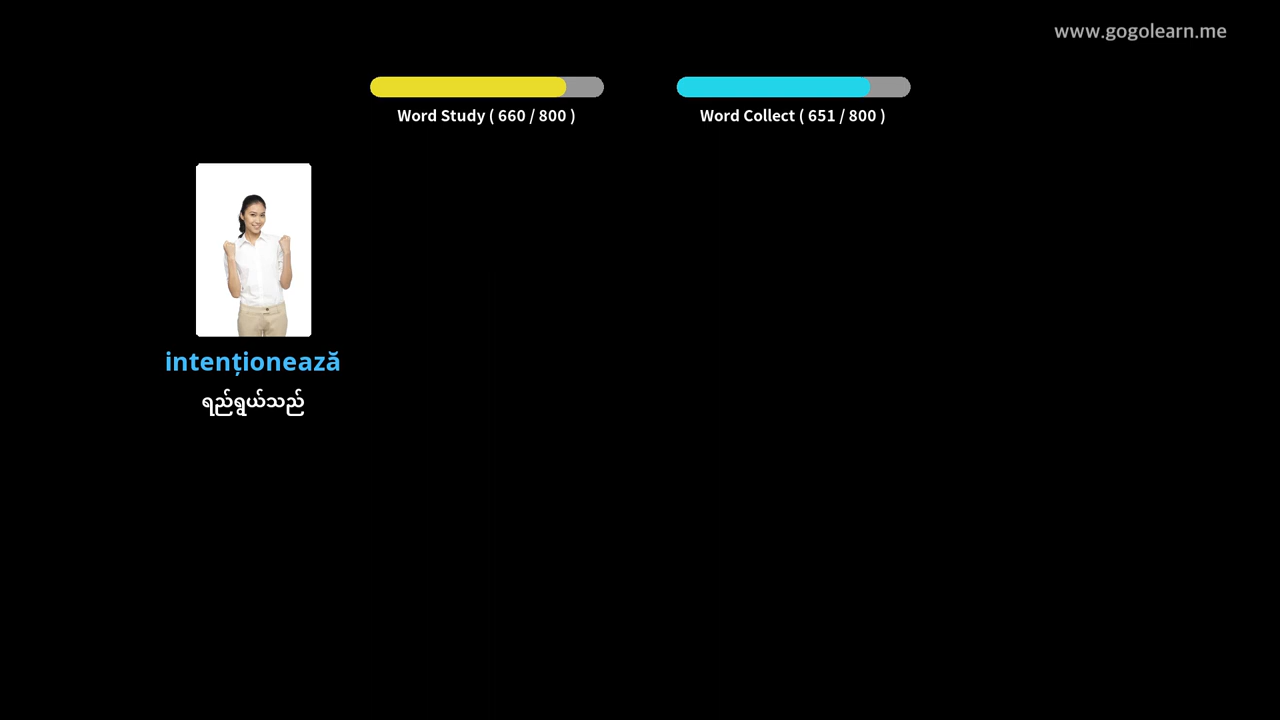 www.gogolearn.me
Word Study ( 660 / 800 )
Word Collect ( 651 / 800 )
intenționează
ရည်ရွယ်သည်